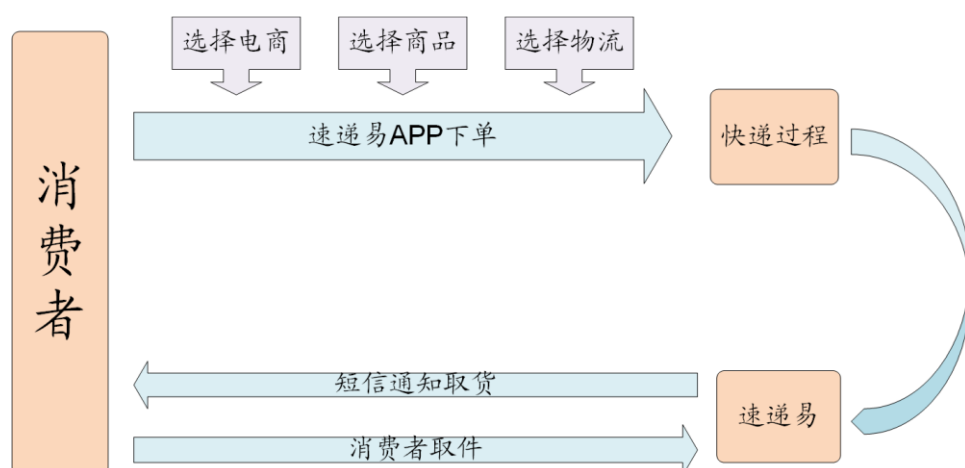 选择电商
选择商品
选择物流
速递易APP下单
快递过程
消费者
短信通知取货
速递易
消费者取件